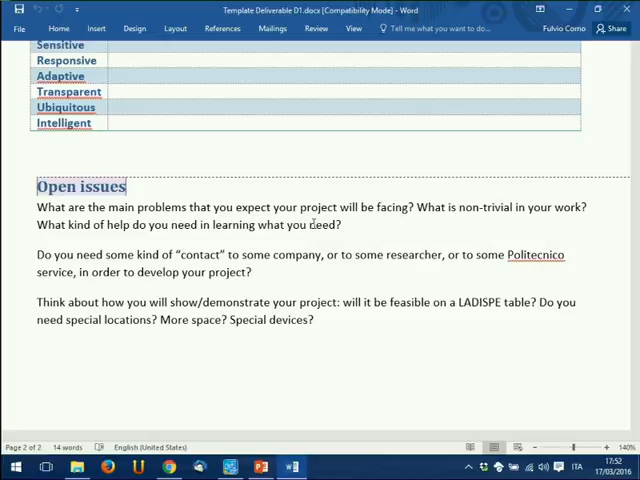 Template Deliverable D1.docx [Compatibility Mode] - Word
File Home Insert Design Layout References Mailings Review View Tell me what you want to do... Fulvio Corno Share
Sensitive
Responsive
Adaptive
Transparent
Ubiquitous
Intelligent
Open issues
What are the main problems that you expect your project will be facing? What is non-trivial in your work?
What kind of help do you need in learning what you need?
Do you need some kind of “contact” to some company, or to some researcher, or to some Politecnico
service, in order to develop your project?
Think about how you will show/demonstrate your project: will it be feasible on a LADISPE table? Do you
need special locations? More space? Special devices?
Page 2 of 2 14 words English (United States) 140%
ITA 17:52
17/03/2016